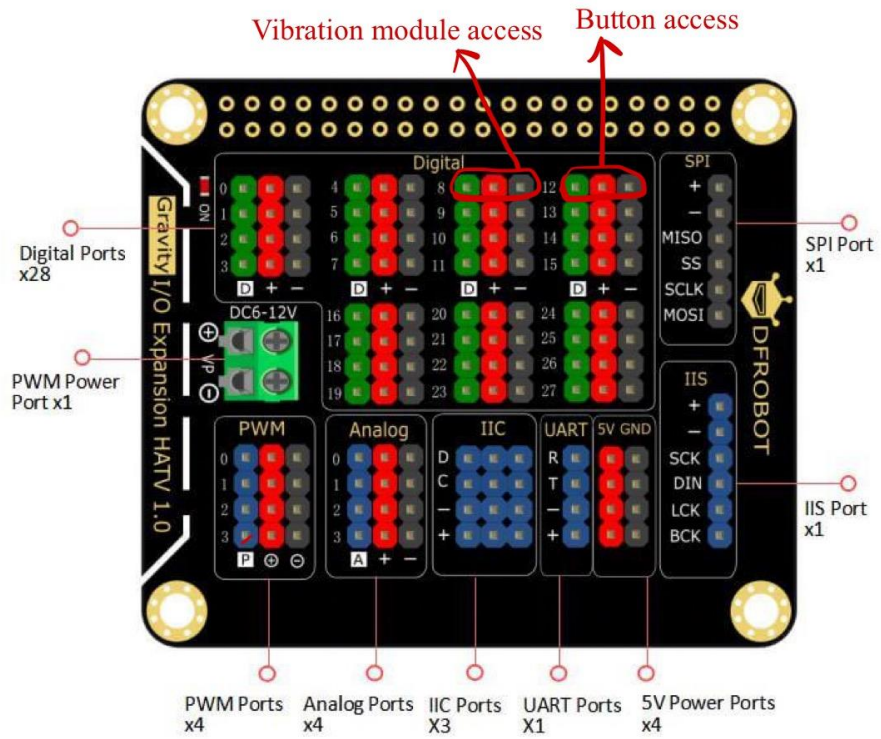 Vibration module access
Button access
Digital
SPI
0
1
2
3
4
5
6
7
8
9
10
11
12
13
14
15
ON
D + −
D + −
D + −
D + −
+
−
MISO
SS
SCLK
MOSI
Digital Ports
x28
SPI Port
x1
Gravity I/O Expansion HATV 1.0
DFROBOT
DC6-12V
+
VP
−
16
17
18
19
20
21
22
23
24
25
26
27
PWM Power
Port x1
PWM
0
1
2
3
P + −
Analog
0
1
2
3
A + −
IIC
D
C
−
+
UART
R
T
−
+
5V GND
IIS
+
−
SCK
DIN
LCK
BCK
IIS Port
x1
PWM Ports
x4
Analog Ports
x4
IIC Ports
X3
UART Ports
X1
5V Power Ports
x4